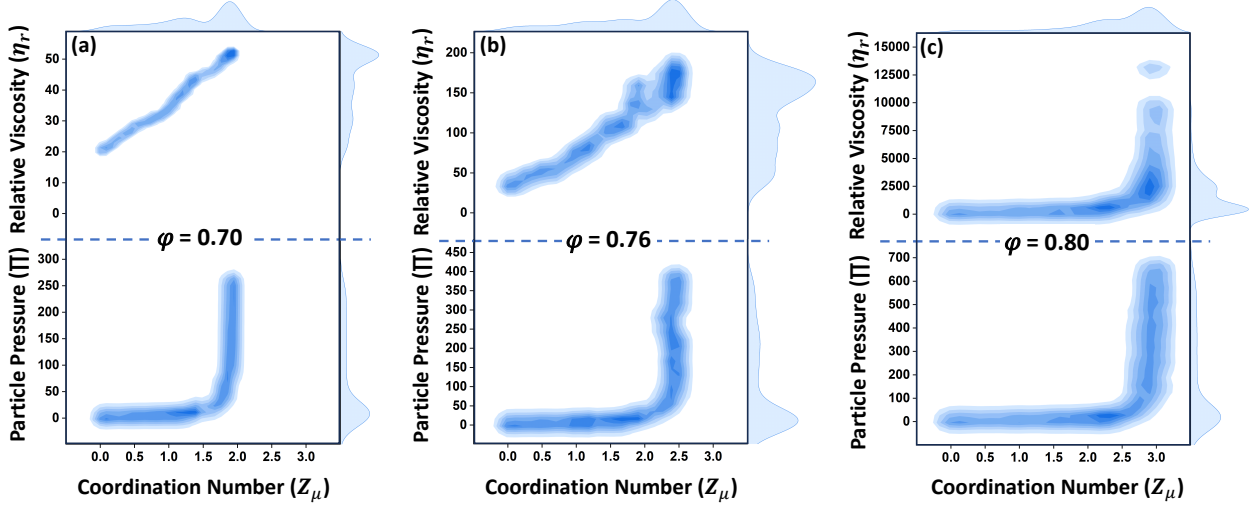 (a)
Relative Viscosity (ηr)
50
40
30
20
10
0
φ = 0.70
Particle Pressure (∏)
300
250
200
150
100
50
0
0.0 0.5 1.0 1.5 2.0 2.5 3.0
Coordination Number (Zμ)
(b)
Relative Viscosity (ηr)
200
150
100
50
0
φ = 0.76
Particle Pressure (∏)
450
400
350
300
250
200
150
100
50
0
0.0 0.5 1.0 1.5 2.0 2.5 3.0
Coordination Number (Zμ)
(c)
Relative Viscosity (ηr)
15000
12500
10000
7500
5000
2500
0
φ = 0.80
Particle Pressure (∏)
700
600
500
400
300
200
100
0
0.0 0.5 1.0 1.5 2.0 2.5 3.0
Coordination Number (Zμ)